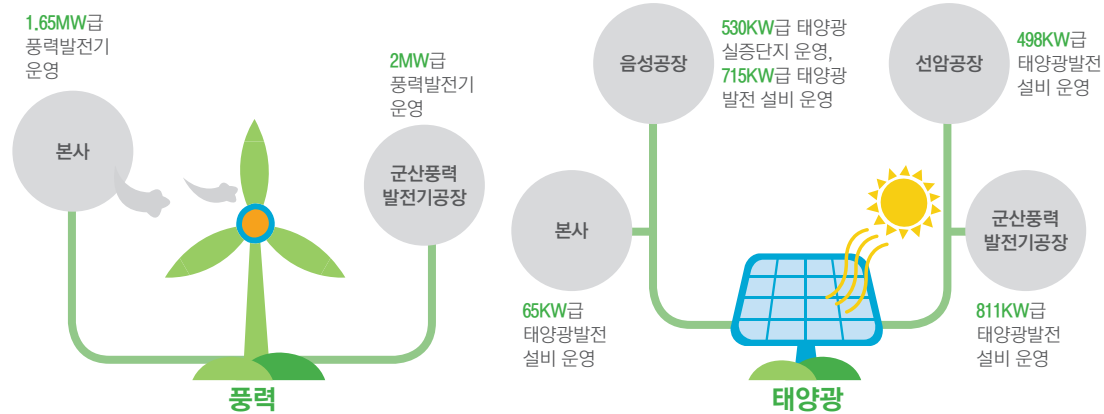 1.65MW급
풍력발전기
운영
본사
2MW급
풍력발전기
운영
군산풍력
발전기공장
풍력
음성공장
530KW급 태양광
실증단지 운영,
715KW급 태양광
발전 설비 운영
선암공장
498KW급
태양광발전
설비 운영
본사
65KW급
태양광발전
설비 운영
군산풍력
발전기공장
811KW급
태양광발전
설비 운영
태양광